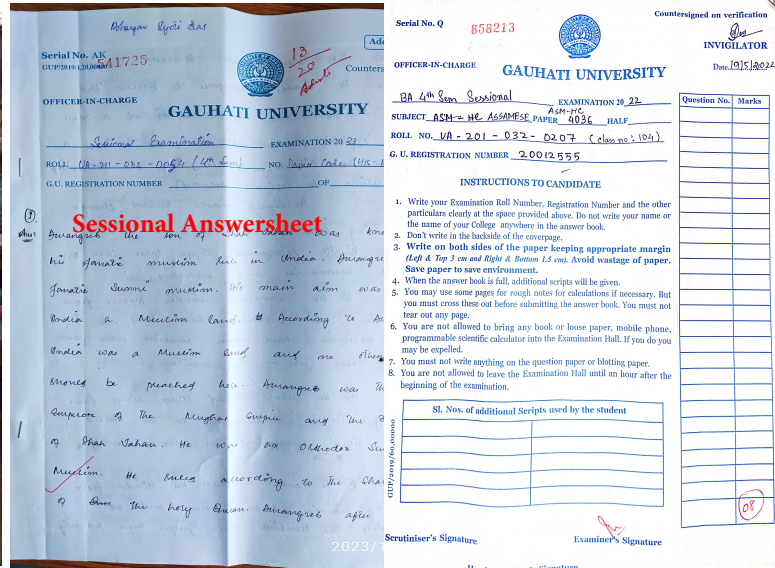 Serial No. AK
541725
GUP/2019/1,20,000
13
20
Counters
OFFICER-IN-CHARGE
GAUHATI UNIVERSITY
Sessional Examination EXAMINATION 20
ROLL UA - - 032 - (4th Sem) NO. Paper Code (HIS-
G.U. REGISTRATION NUMBER OF
Sessional Answersheet
the son of was
his fanatic muslim rule in India.
fanatic Sunni muslim. His main aim was
India a Muslim land. According to
India was a Muslim land and no other
be preached here. was
of the Mughal and the
of Shah Jahan. He was an Orthodox
Muslim. He ruled according to the
of the holy Quran. after
2023/1
Serial No. Q
858213
Countersigned on verification
INVIGILATOR
Date. 19/5/2022
OFFICER-IN-CHARGE
GAUHATI UNIVERSITY
BA 4th Sem Sessional EXAMINATION 20 22
ASM-HC
SUBJECT ASM - HC ASSAMESE PAPER 4036 HALF
ROLL NO. UA - 201 - 032 - 0207 (class no: 104)
G. U. REGISTRATION NUMBER 20012555
Question No. Marks
INSTRUCTIONS TO CANDIDATE
1. Write your Examination Roll Number, Registration Number and the other
particulars clearly at the space provided above. Do not write your name or
the name of your College anywhere in the answer book.
2. Don't write in the backside of the coverpage.
3. Write on both sides of the paper keeping appropriate margin
(Left & Top 3 cm and Right & Bottom 1.5 cm). Avoid wastage of paper.
Save paper to save environment.
4. When the answer book is full, additional scripts will be given.
5. You may use some pages for rough notes for calculations if necessary. But
you must cross these out before submitting the answer book. You must not
tear out any page.
6. You are not allowed to bring any book or loose paper, mobile phone,
programmable scientific calculator into the Examination Hall. If you do you
may be expelled.
7. You must not write anything on the question paper or blotting paper.
8. You are not allowed to leave the Examination Hall until an hour after the
beginning of the examination.
Sl. Nos. of additional Scripts used by the student
GUP/2019/60,00000
08
Scrutiniser's Signature
Examiner's Signature